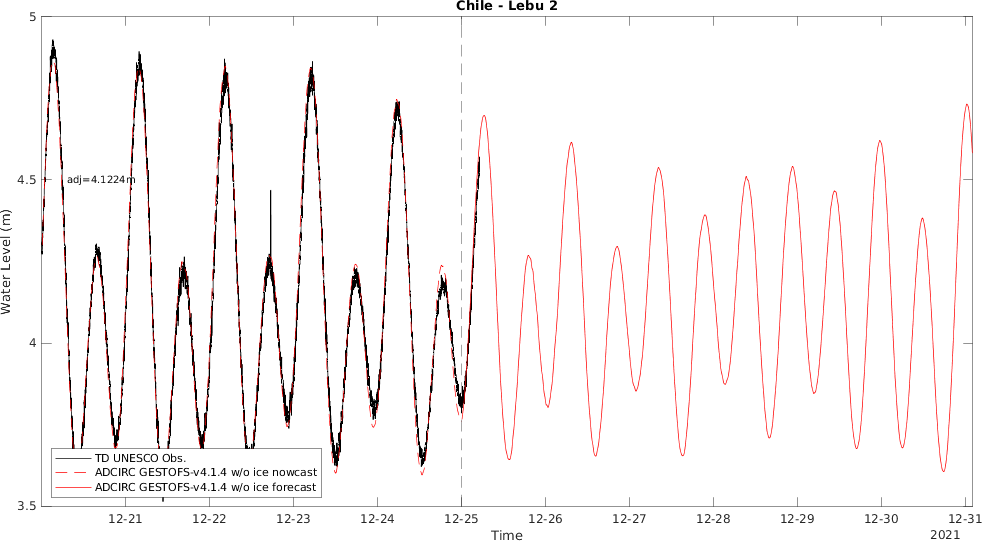 Chile - Lebu 2
5
4.5
4
3.5
Water Level (m)
adj=4.1224m
TD UNESCO Obs.
ADCIRC GESTOFS-v4.1.4 w/o ice nowcast
ADCIRC GESTOFS-v4.1.4 w/o ice forecast
12-21 12-22 12-23 12-24 12-25 12-26 12-27 12-28 12-29 12-30 12-31
Time
2021